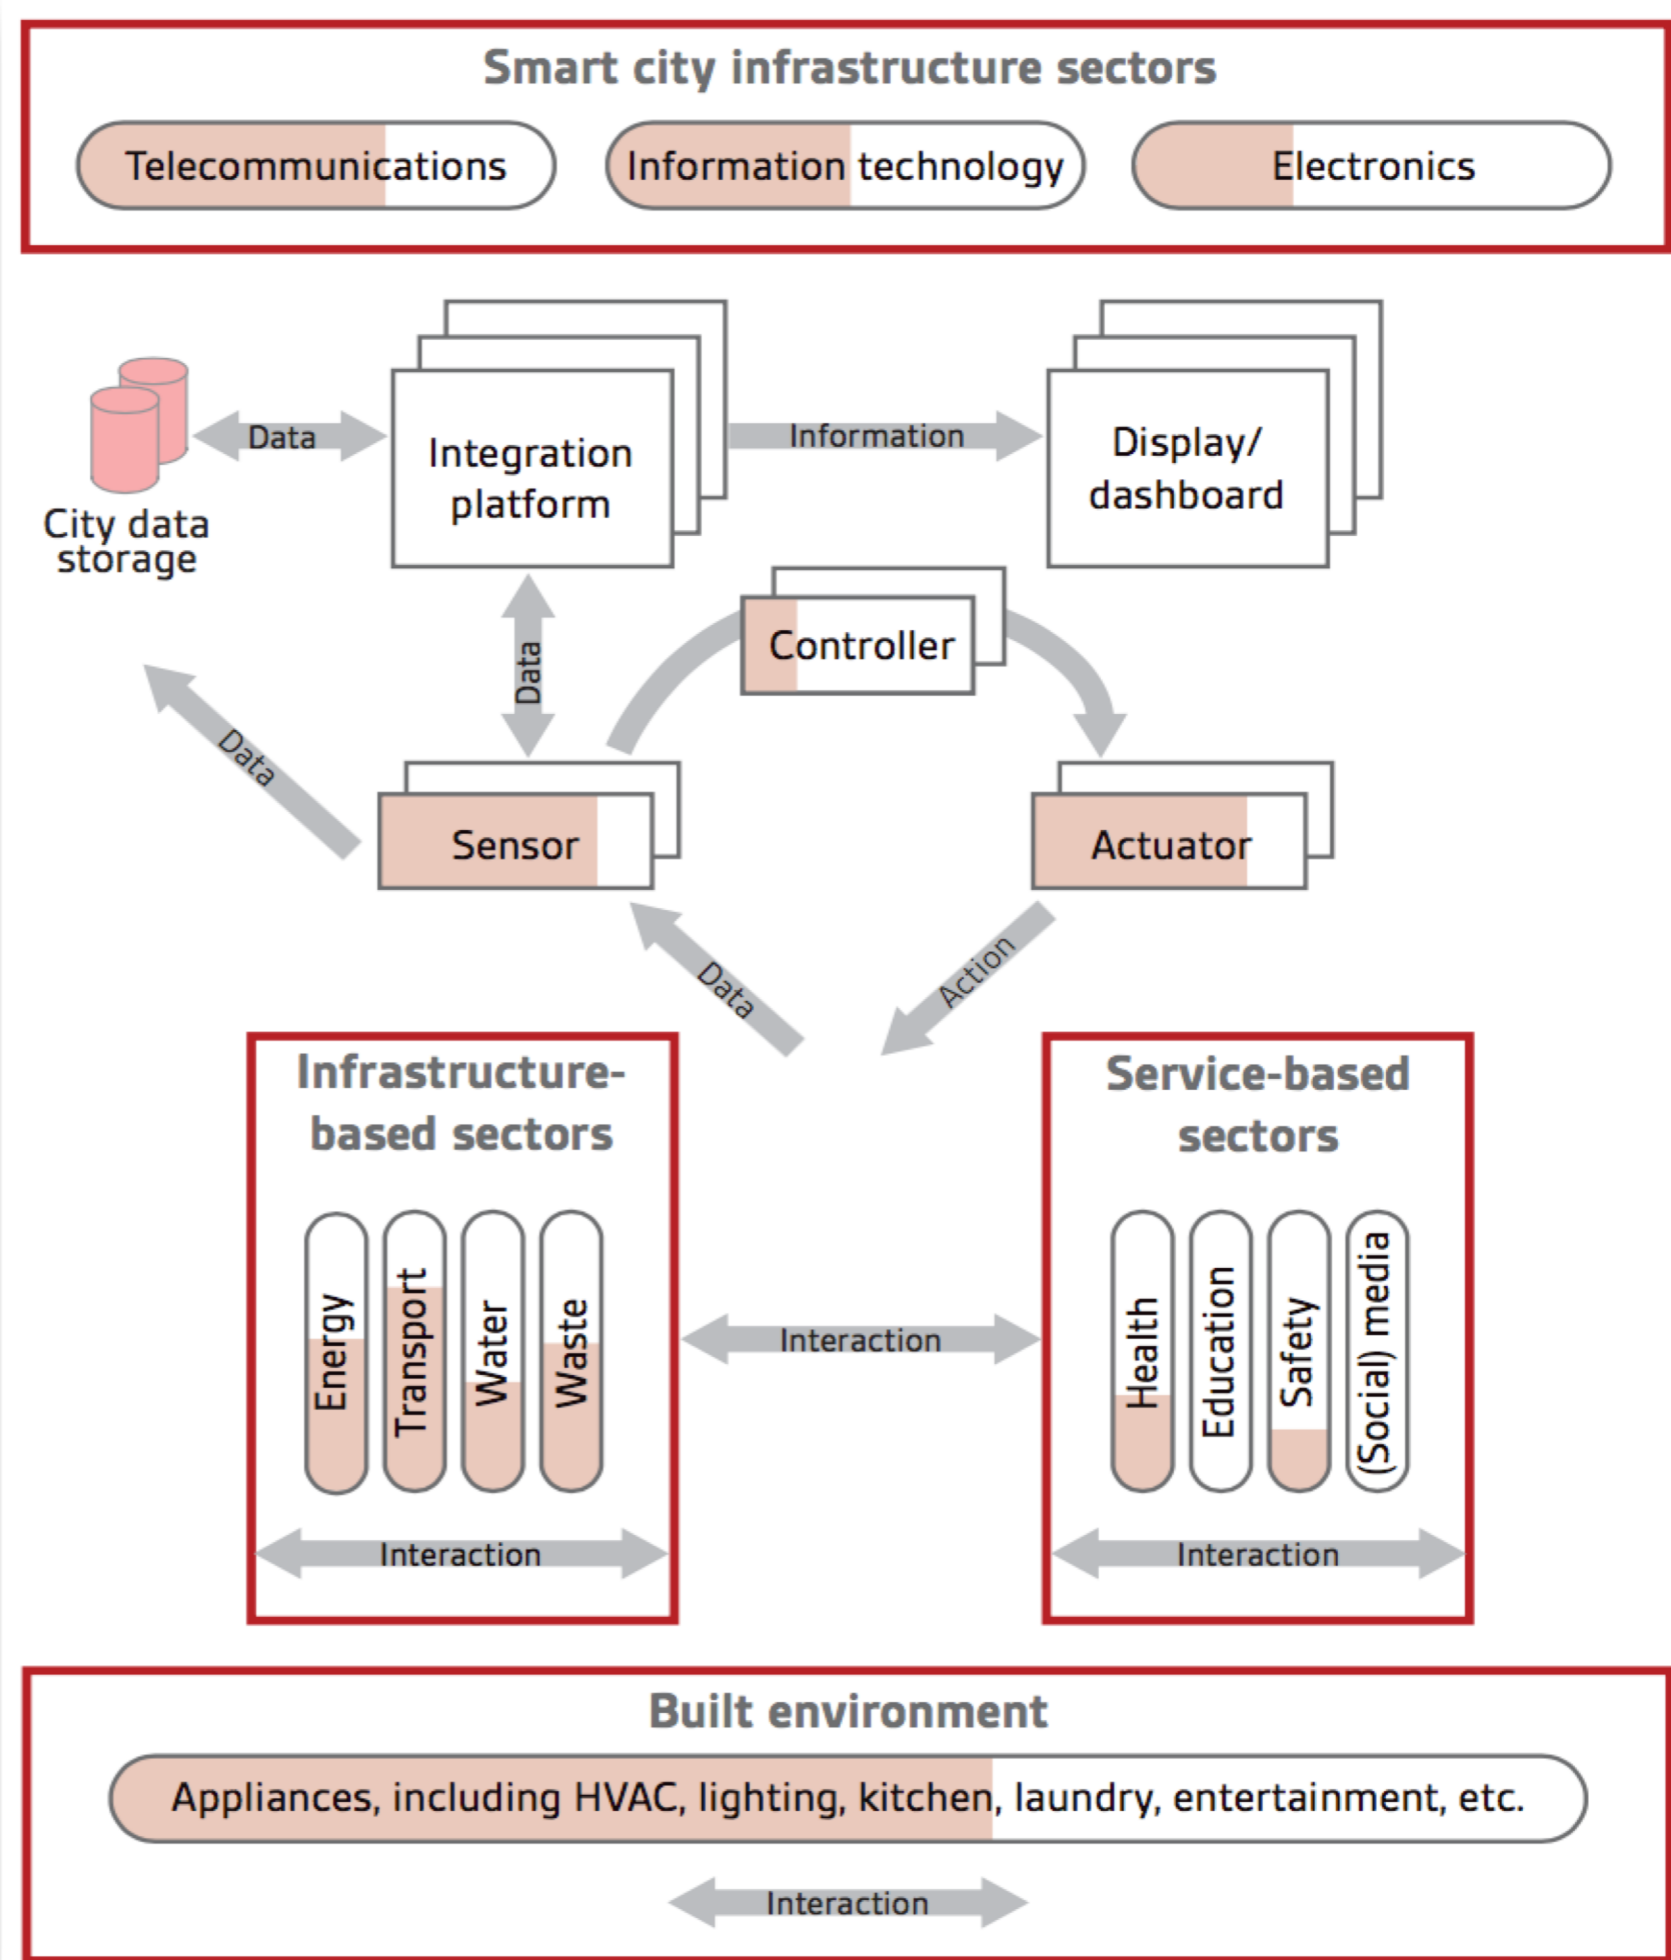 Smart city infrastructure sectors
Telecommunications
Information technology
Electronics
Data
Integration
platform
Information
Display/
dashboard
City data
storage
Data
Controller
Data
Sensor
Actuator
Data
Action
Infrastructure-
based sectors
Energy
Transport
Water
Waste
Interaction
Interaction
Service-based
sectors
Health
Education
Safety
(Social) media
Interaction
Built environment
Appliances, including HVAC, lighting, kitchen, laundry, entertainment, etc.
Interaction